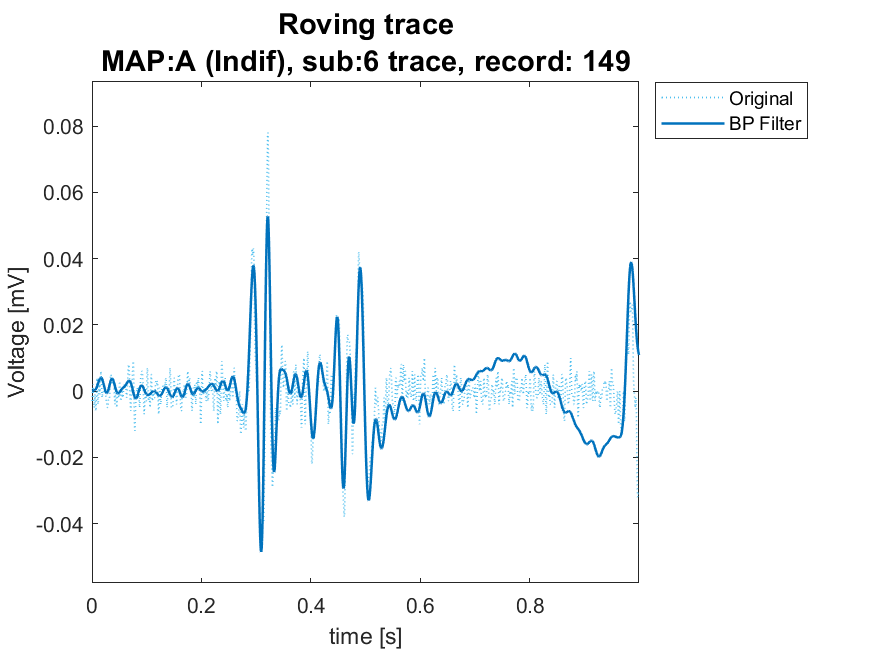 Roving trace
MAP:A (Indif), sub:6 trace, record: 149
Original
BP Filter
0.08
0.06
0.04
0.02
0
-0.02
-0.04
Voltage [mV]
0 0.2 0.4 0.6 0.8
time [s]